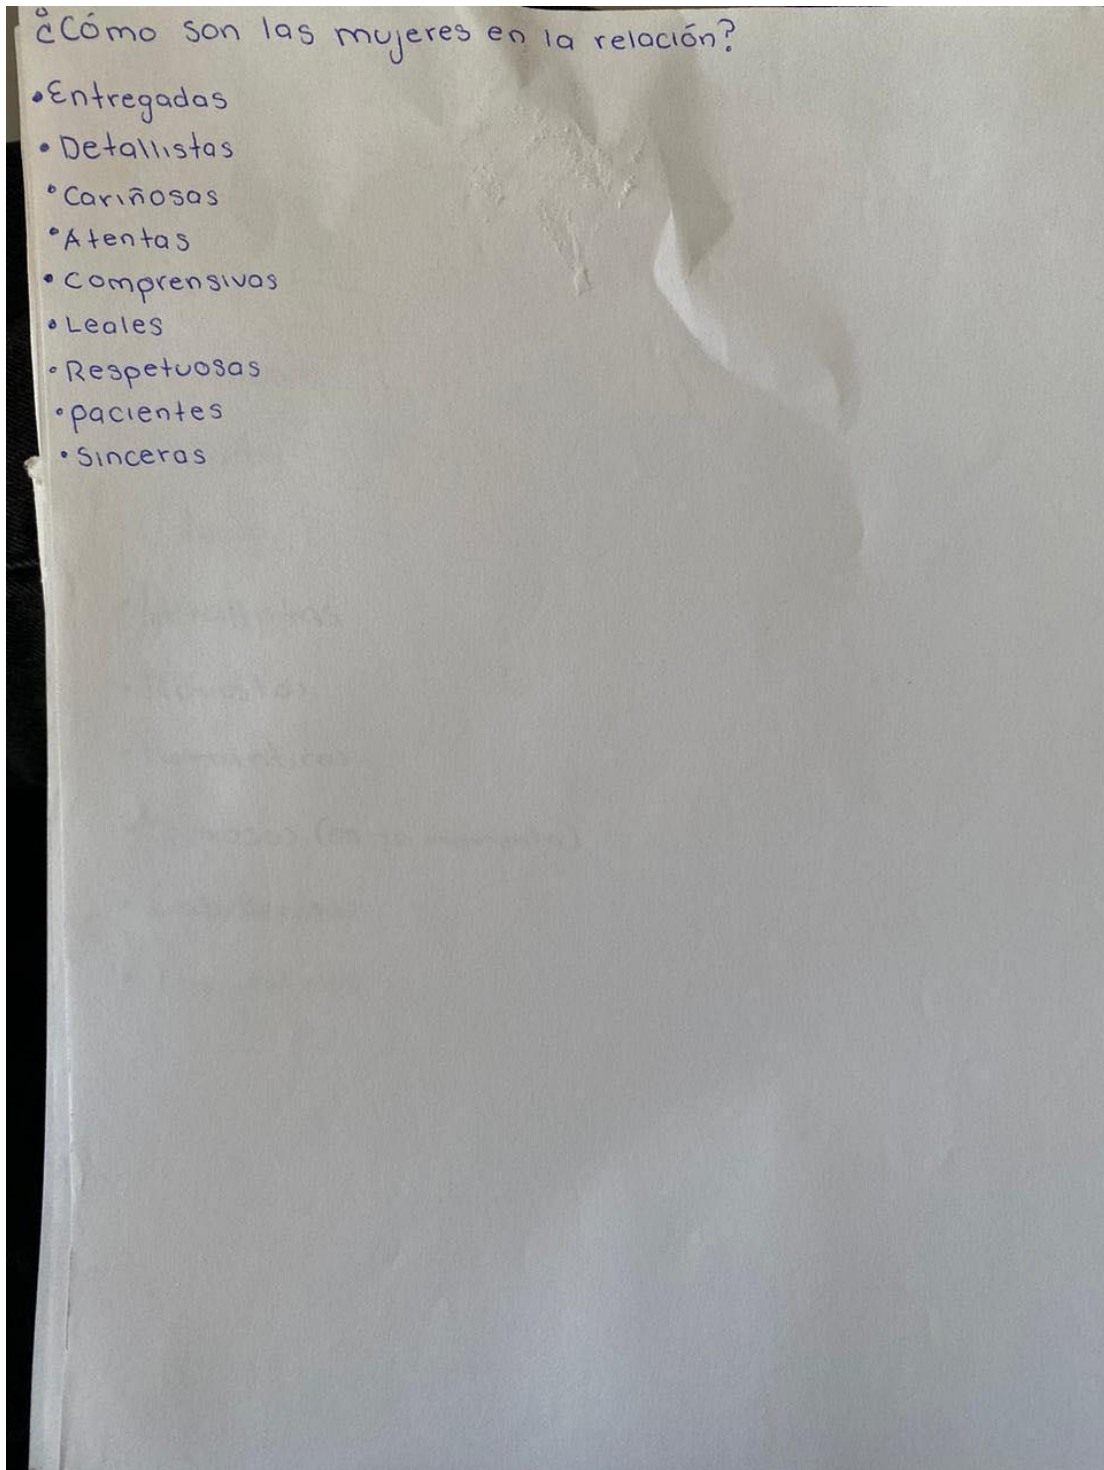 ¿Cómo son las mujeres en la relación?
• Entregadas
• Detallistas
• Cariñosas
• Atentas
• Comprensivas
• Leales
• Respetuosas
• pacientes
• Sinceras